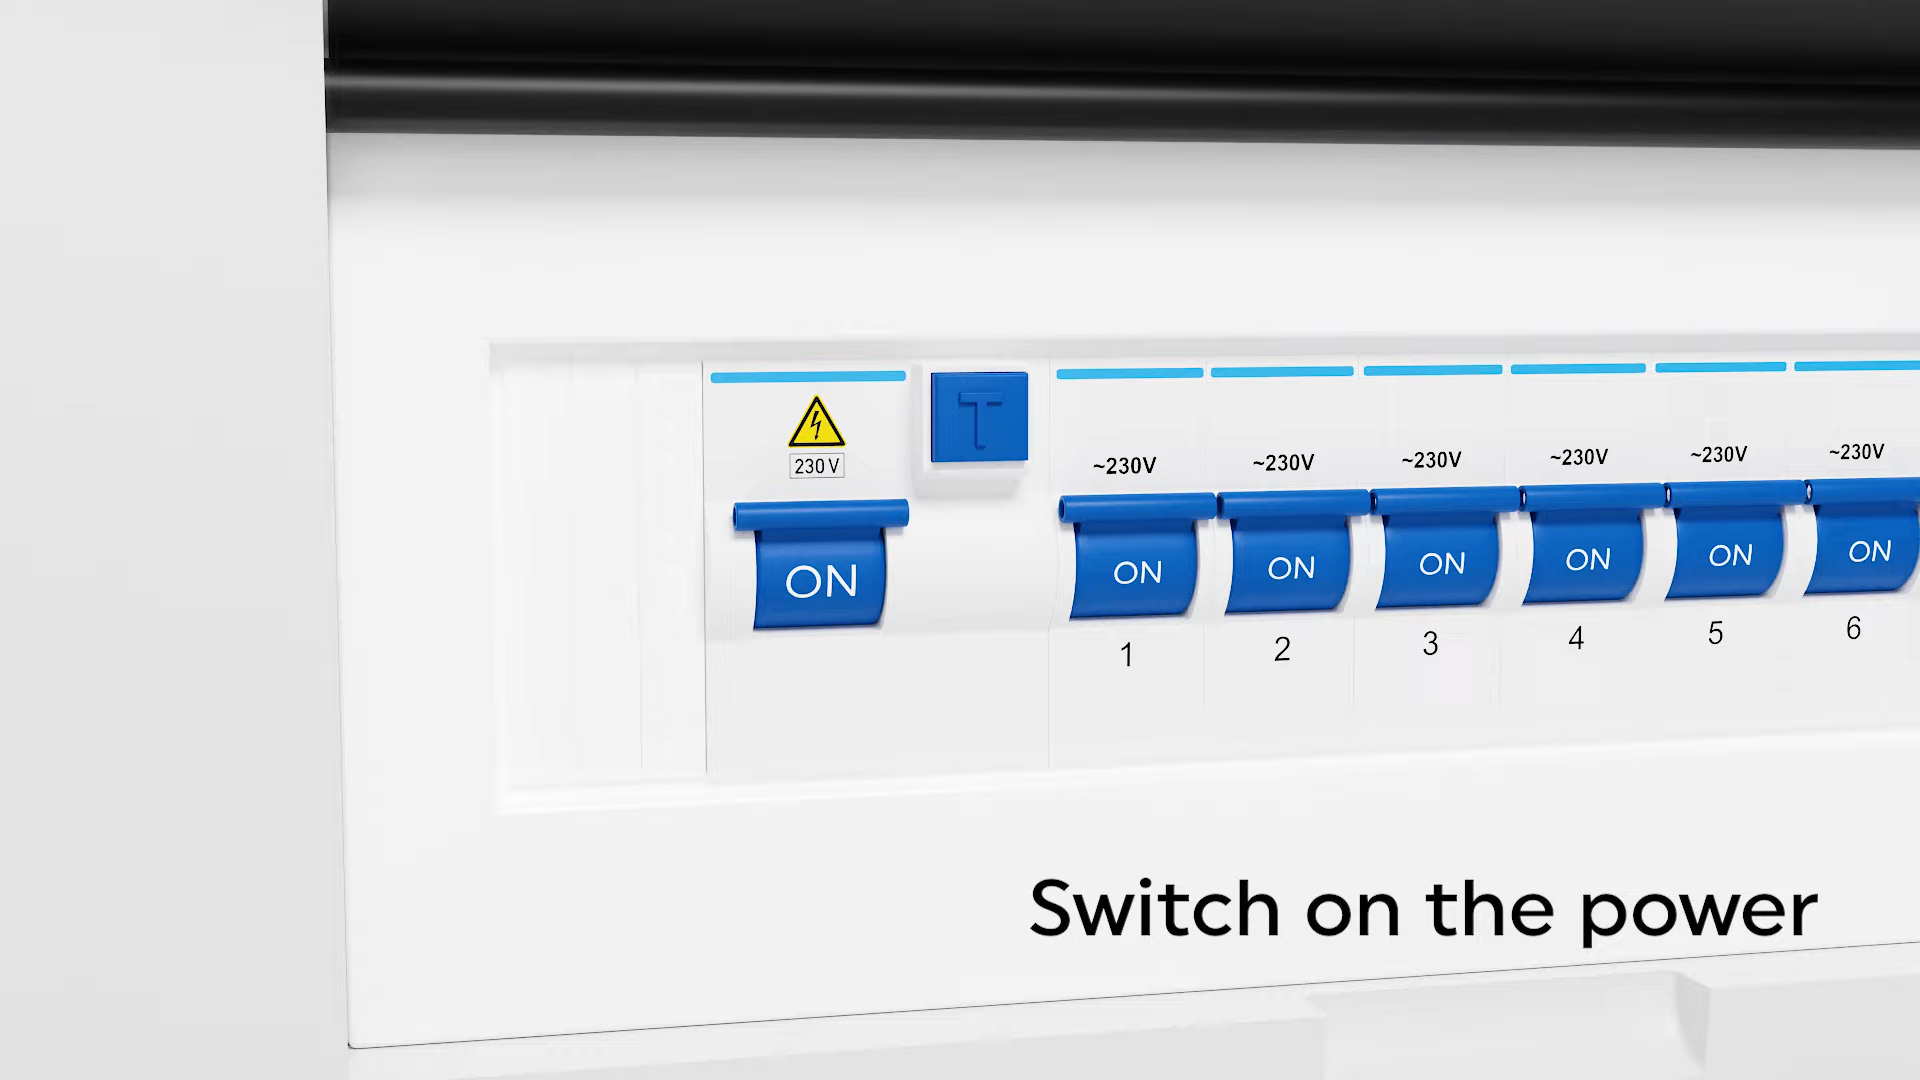 230 V
T
~230V
~230V
~230V
~230V
~230V
~230V
ON
ON
ON
ON
ON
ON
ON
1
2
3
4
5
6
Switch on the power